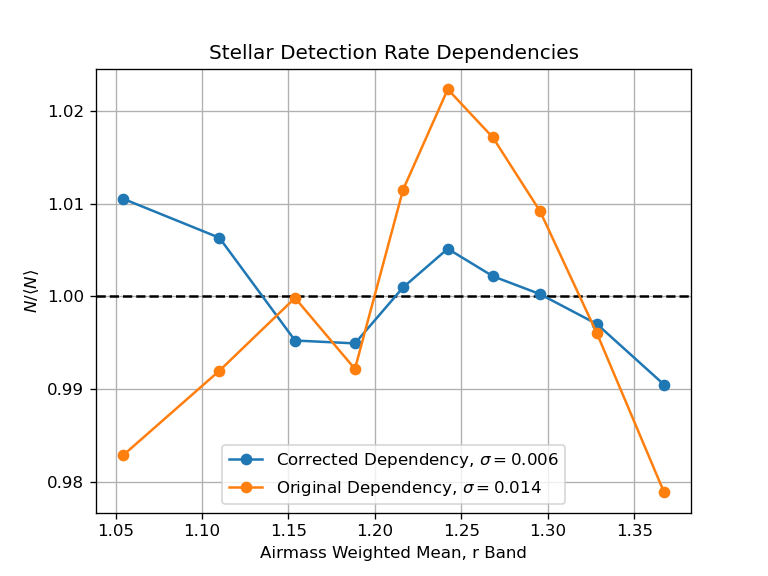 Stellar Detection Rate Dependencies
N/⟨N⟩
1.02
1.01
1.00
0.99
0.98
Corrected Dependency, σ = 0.006
Original Dependency, σ = 0.014
1.05 1.10 1.15 1.20 1.25 1.30 1.35
Airmass Weighted Mean, r Band